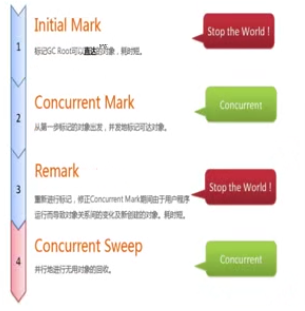 1
Initial Mark
Stop the World！
标记GC Root可以直达的对象，耗时短。
2
Concurrent Mark
Concurrent
从第一步标记的对象出发，并发地标记可达对象。
3
Remark
Stop the World！
重新进行标记，修正Concurrent Mark期间由于用户程序
运行而导致对象关系间的变化及新创建的对象。耗时短。
4
Concurrent Sweep
Concurrent
并行地进行无用对象的回收。